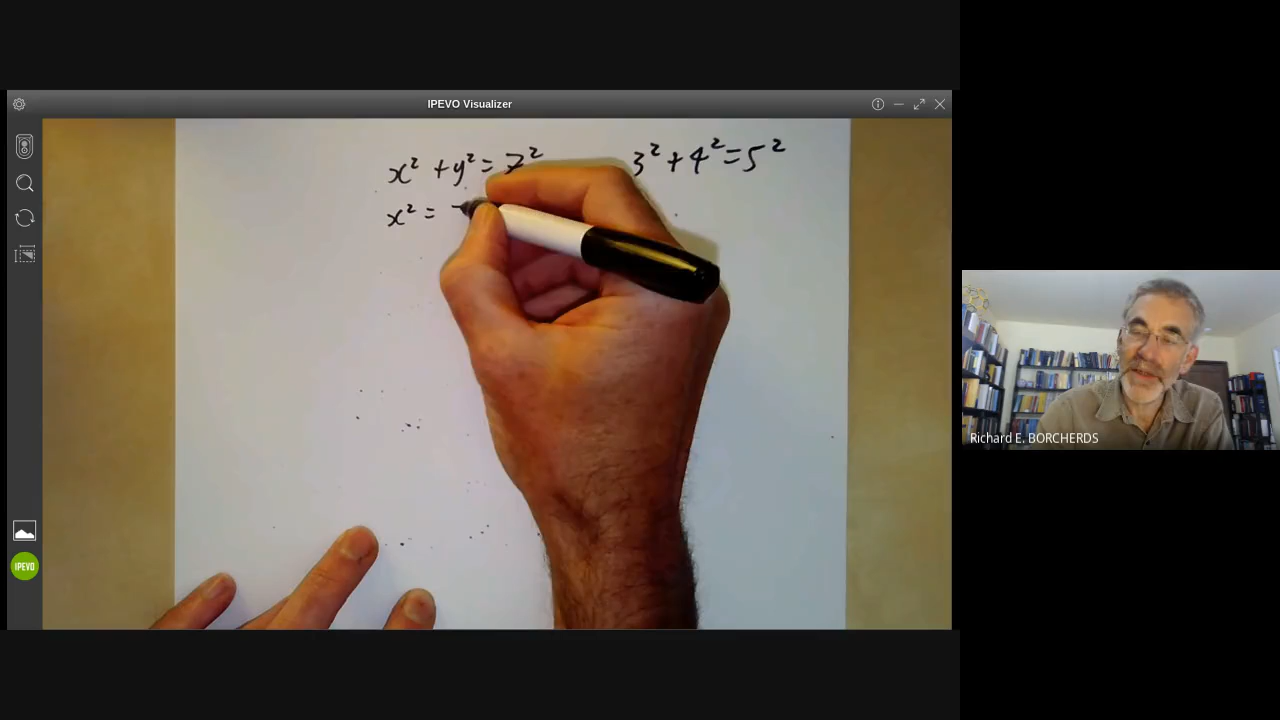 IPEVO Visualizer
x² + y² = z² 3² + 4² = 5²
x² =
IPEVO
Richard E. BORCHERDS